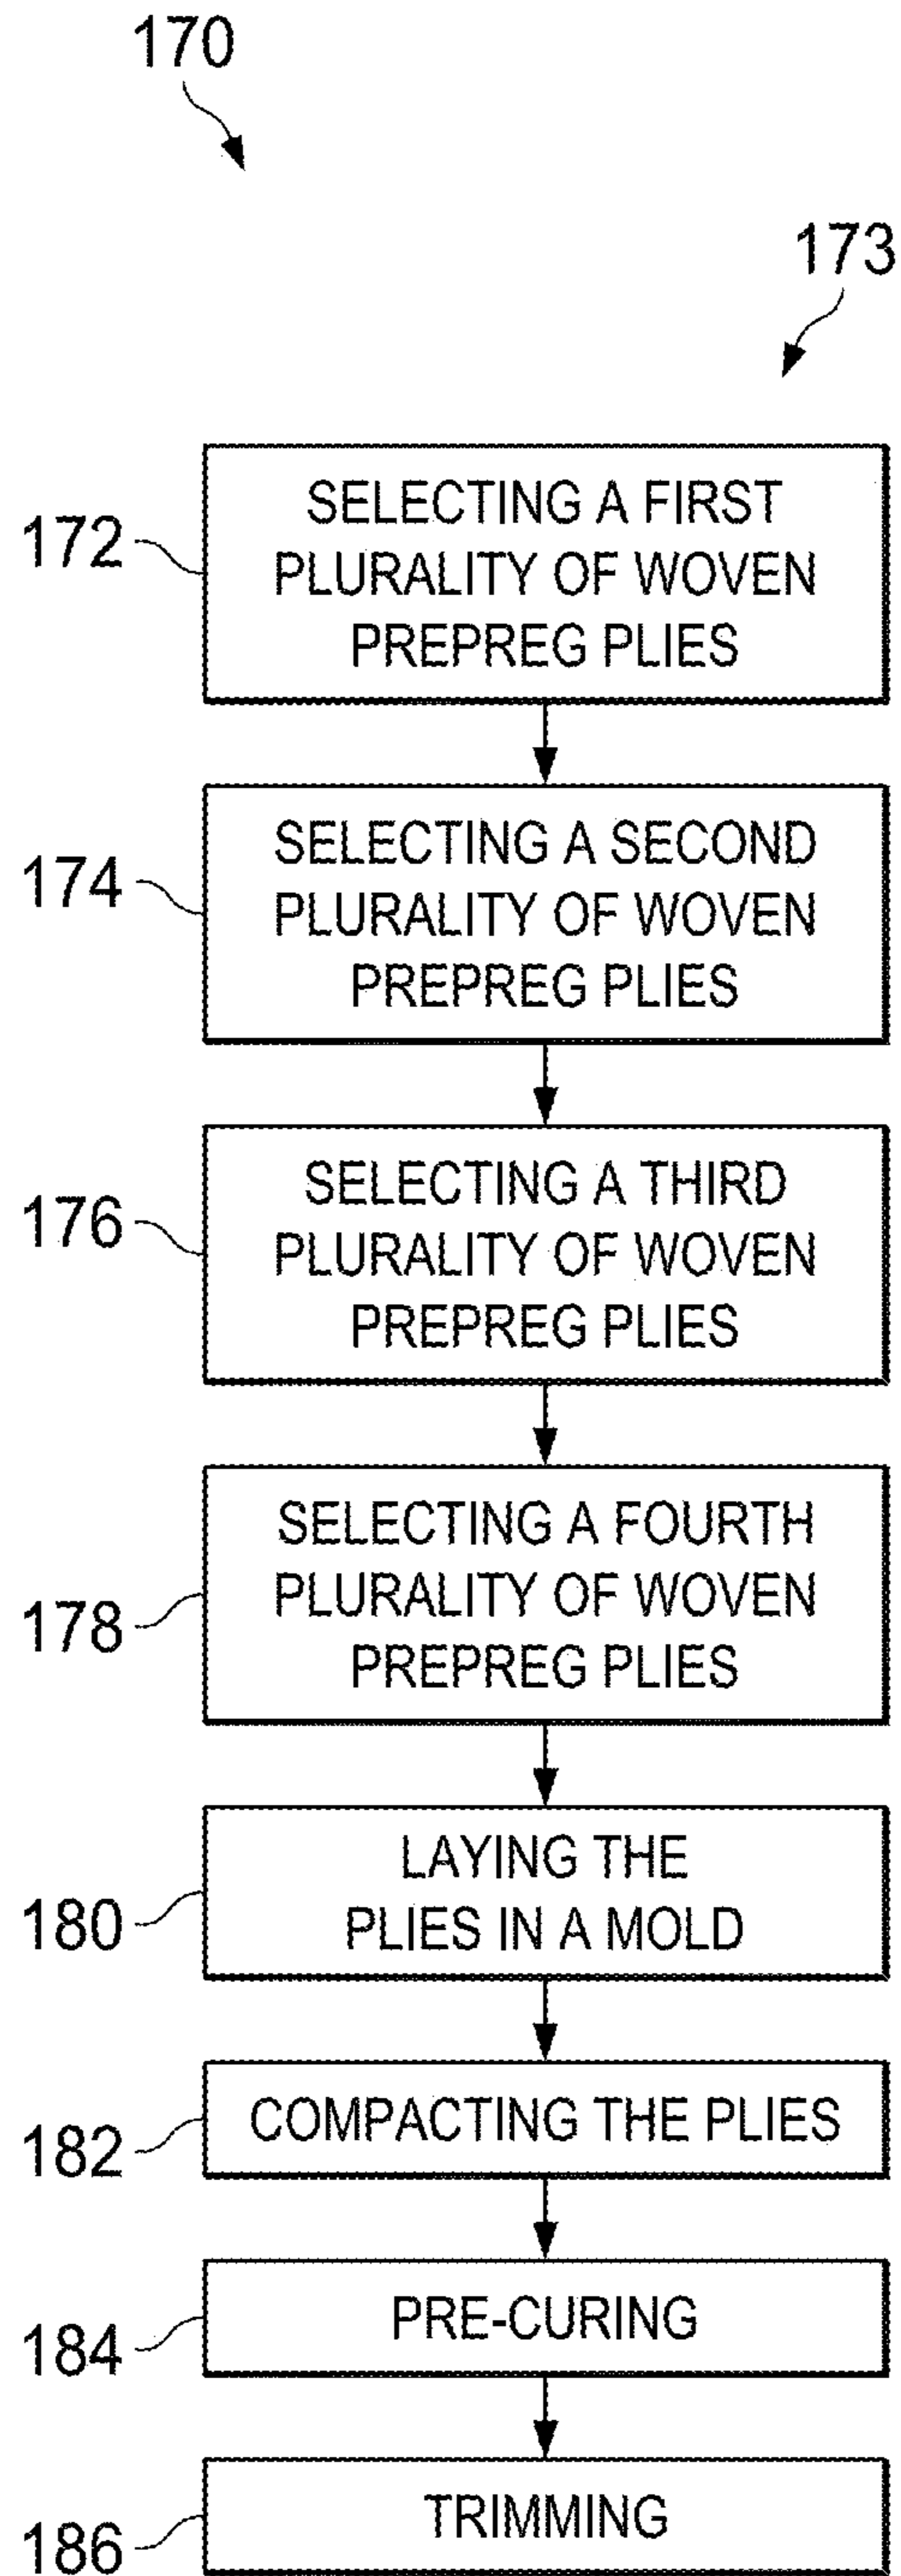 170
173
172
SELECTING A FIRST
PLURALITY OF WOVEN
PREPREG PLIES
174
SELECTING A SECOND
PLURALITY OF WOVEN
PREPREG PLIES
176
SELECTING A THIRD
PLURALITY OF WOVEN
PREPREG PLIES
178
SELECTING A FOURTH
PLURALITY OF WOVEN
PREPREG PLIES
180
LAYING THE
PLIES IN A MOLD
182
COMPACTING THE PLIES
184
PRE-CURING
186
TRIMMING